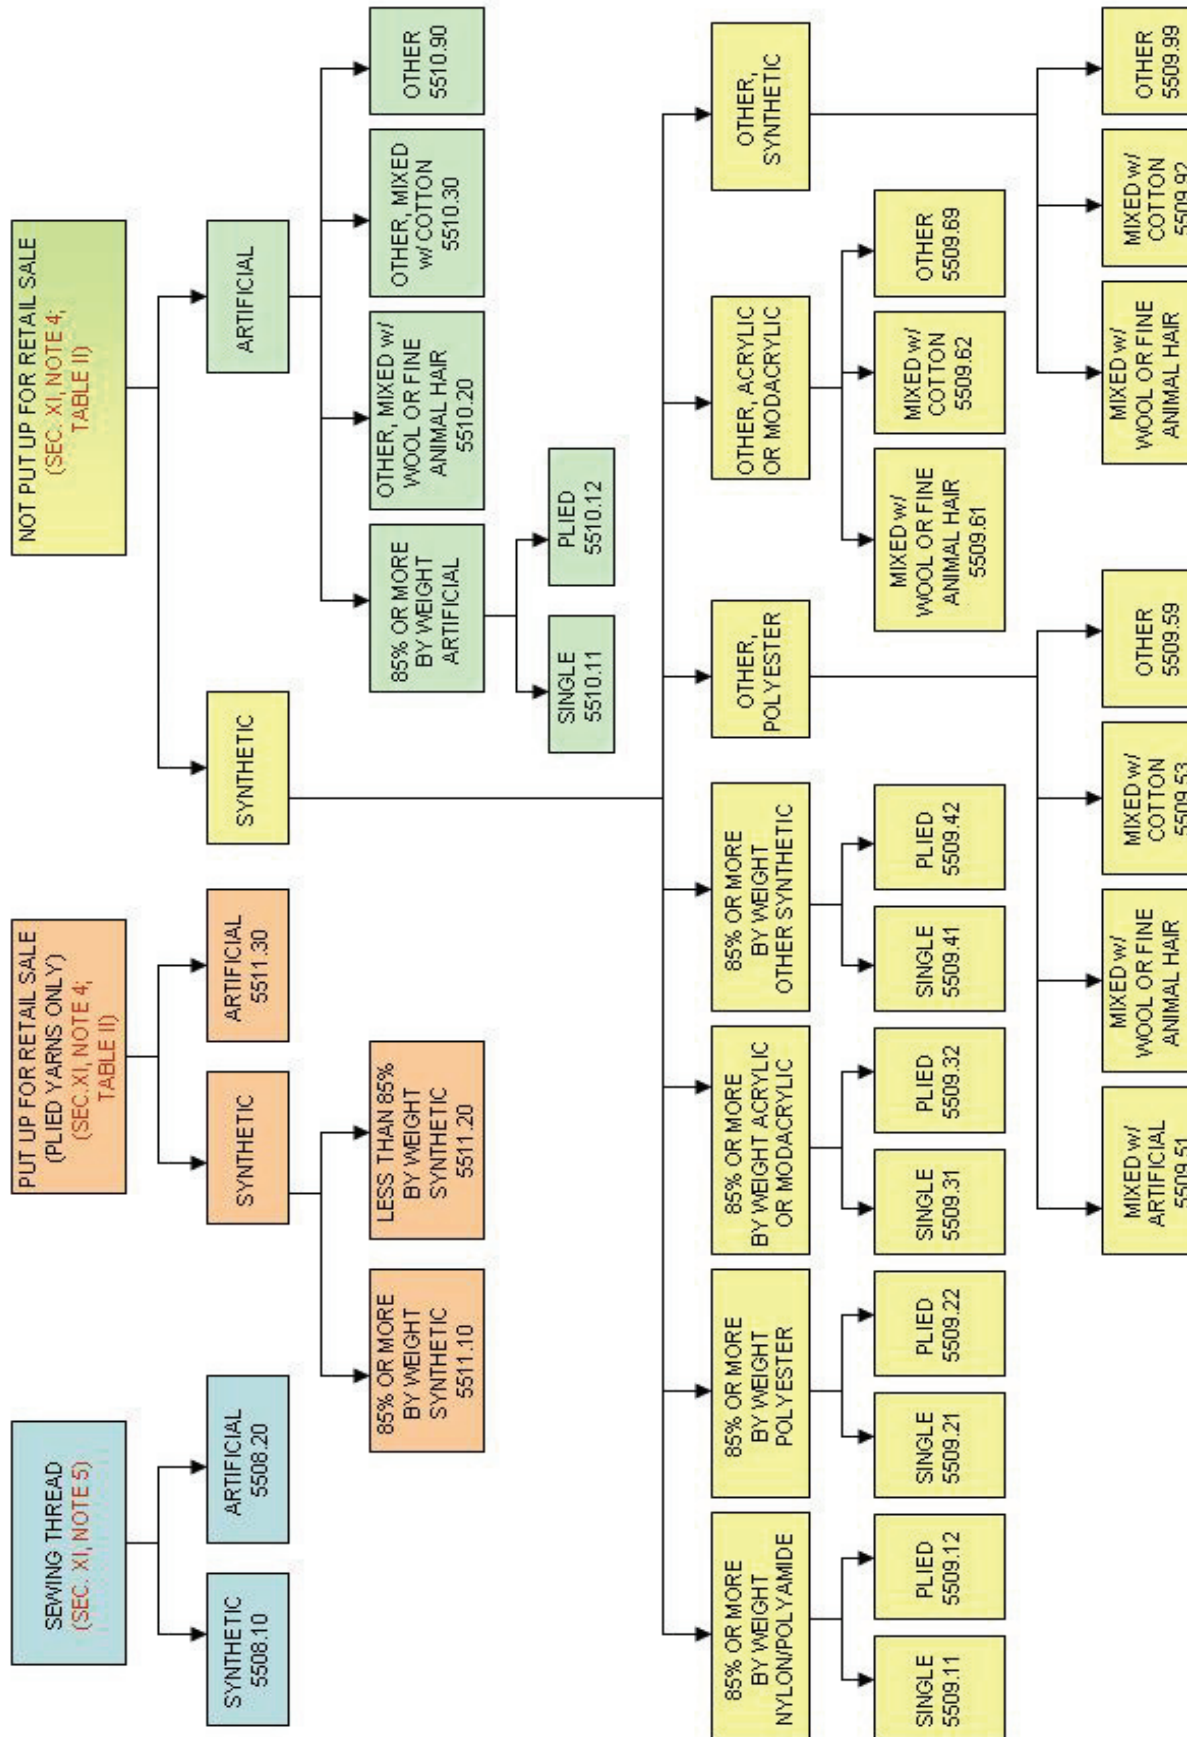 SEWING THREAD
(SEC. XI, NOTE 5)
PUT UP FOR RETAIL SALE
(PLIED YARNS ONLY)
(SEC.XI, NOTE 4;
TABLE II)
NOT PUT UP FOR RETAIL SALE
(SEC. XI, NOTE 4;
TABLE II)
SYNTHETIC
5508.10
ARTIFICIAL
5508.20
SYNTHETIC
ARTIFICIAL
5511.30
SYNTHETIC
ARTIFICIAL
85% OR MORE
BY WEIGHT
SYNTHETIC
5511.10
LESS THAN 85%
BY WEIGHT
SYNTHETIC
5511.20
85% OR MORE
BY WEIGHT
ARTIFICIAL
OTHER, MIXED w/
WOOL OR FINE
ANIMAL HAIR
5510.20
OTHER, MIXED
w/ COTTON
5510.30
OTHER
5510.90
SINGLE
5510.11
PLIED
5510.12
85% OR MORE
BY WEIGHT
NYLON/POLYAMIDE
85% OR MORE
BY WEIGHT
POLYESTER
85% OR MORE
BY WEIGHT ACRYLIC
OR MODACRYLIC
85% OR MORE
BY WEIGHT
OTHER SYNTHETIC
OTHER,
POLYESTER
OTHER, ACRYLIC
OR MODACRYLIC
OTHER,
SYNTHETIC
SINGLE
5509.11
PLIED
5509.12
SINGLE
5509.21
PLIED
5509.22
SINGLE
5509.31
PLIED
5509.32
SINGLE
5509.41
PLIED
5509.42
MIXED w/
WOOL OR FINE
ANIMAL HAIR
5509.61
MIXED w/
COTTON
5509.62
OTHER
5509.69
MIXED w/
ARTIFICIAL
5509.51
MIXED w/
WOOL OR FINE
ANIMAL HAIR
MIXED w/
COTTON
5509.53
OTHER
5509.59
MIXED w/
WOOL OR FINE
ANIMAL HAIR
MIXED w/
COTTON
5509.92
OTHER
5509.99